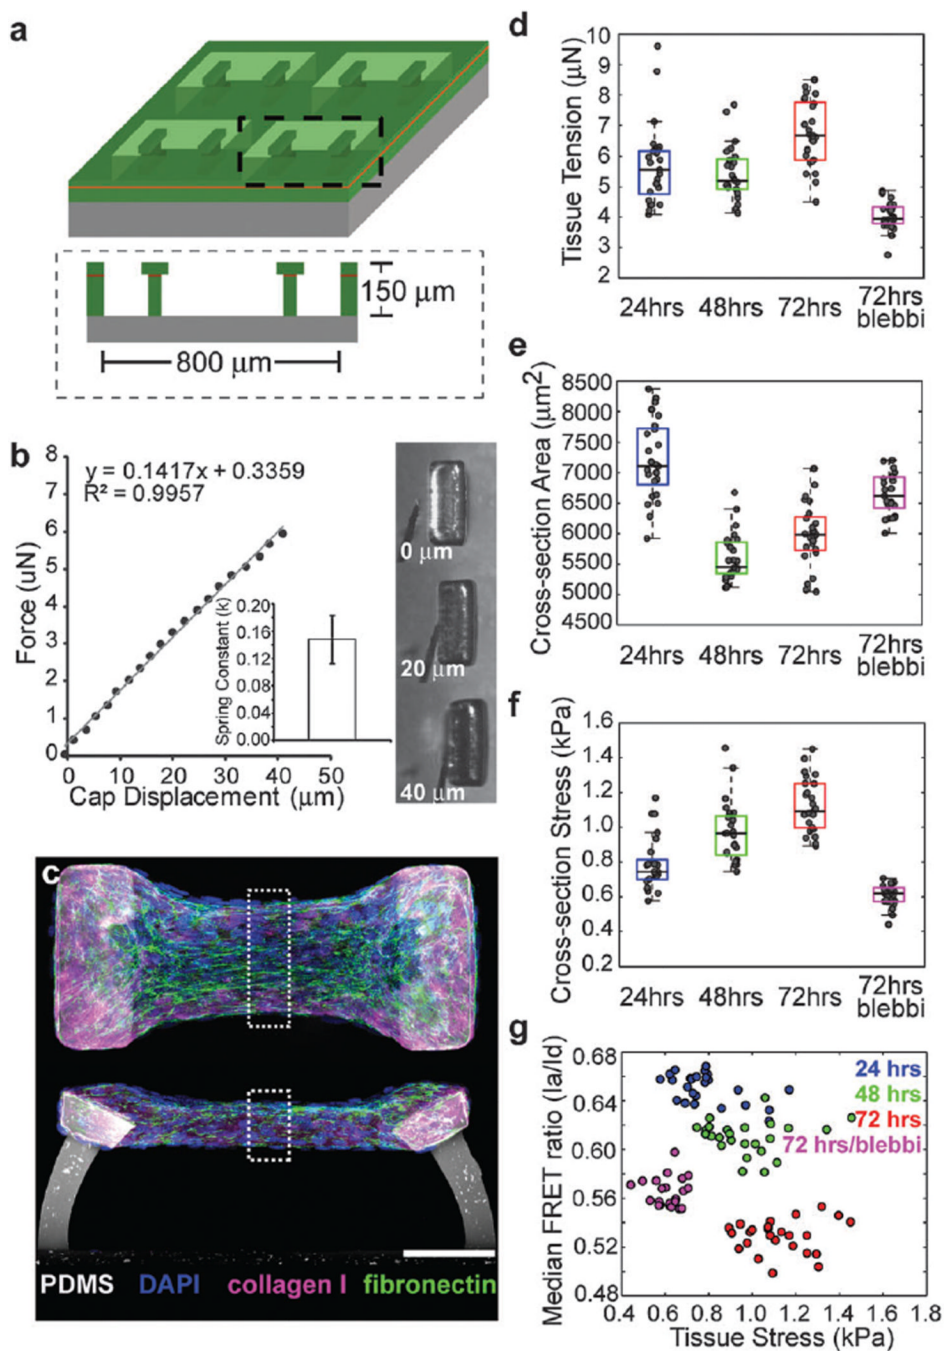 a
150 μm
800 μm
b
Force (μN)
8
7
6
5
4
3
2
1
0
y = 0.1417x + 0.3359
R² = 0.9957
Spring Constant (k)
0.20
0.16
0.12
0.08
0.04
0.00
0 10 20 30 40 50
Cap Displacement (μm)
0 μm
20 μm
40 μm
c
PDMS DAPI collagen I fibronectin
d
Tissue Tension (μN)
10
9
8
7
6
5
4
3
2
24hrs 48hrs 72hrs 72hrs
blebbi
e
Cross-section Area (μm²)
8500
8000
7500
7000
6500
6000
5500
5000
4500
24hrs 48hrs 72hrs 72hrs
blebbi
f
Cross-section Stress (kPa)
1.6
1.4
1.2
1.0
0.8
0.6
0.4
0.2
24hrs 48hrs 72hrs 72hrs
blebbi
g
Median FRET ratio (Ia/Id)
0.68
0.64
0.60
0.56
0.52
0.48
24 hrs
48 hrs
72 hrs
72 hrs/blebbi
0.4 0.6 0.8 1.0 1.2 1.4 1.6 1.8
Tissue Stress (kPa)